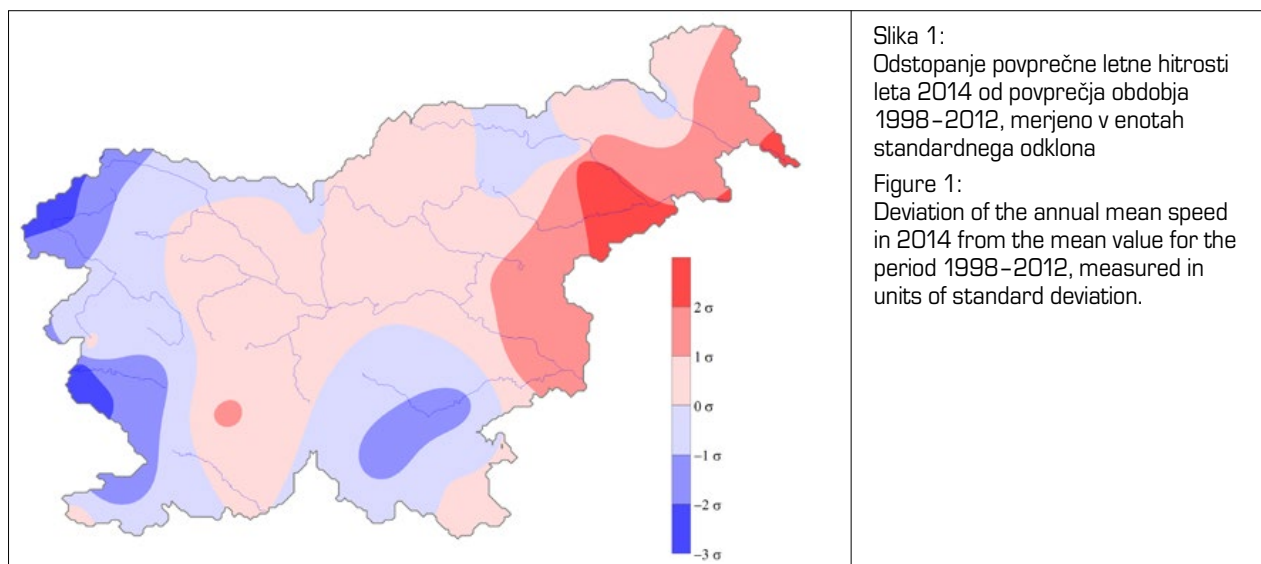 Slika 1:
Odstopanje povprečne letne hitrosti
leta 2014 od povprečja obdobja
1998–2012, merjeno v enotah
standardnega odklona
Figure 1:
Deviation of the annual mean speed
in 2014 from the mean value for the
period 1998–2012, measured in
units of standard deviation.
2 σ
1 σ
0 σ
−1 σ
−2 σ
−3 σ